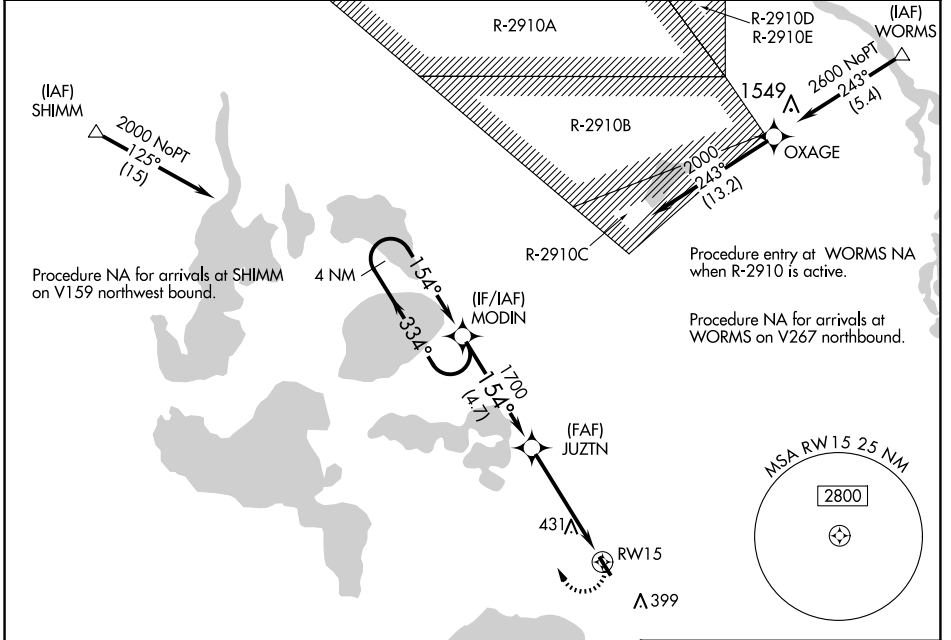 R-2910A
R-2910D
R-2910E
(IAF)
WORMS
2600 NoPT
243°
(5.4)
(IAF)
SHIMM
2000 NoPT
125°
(15)
1549
R-2910B
OXAGE
2000
243°
(13.2)
R-2910C
Procedure NA for arrivals at SHIMM
on V159 northwest bound.
4 NM
154°
334°
(IF/IAF)
MODIN
Procedure entry at WORMS NA
when R-2910 is active.
Procedure NA for arrivals at
WORMS on V267 northbound.
1700
154°
(4.7)
(FAF)
JUZTN
MSA RW15 25 NM
2800
431
RW15
399